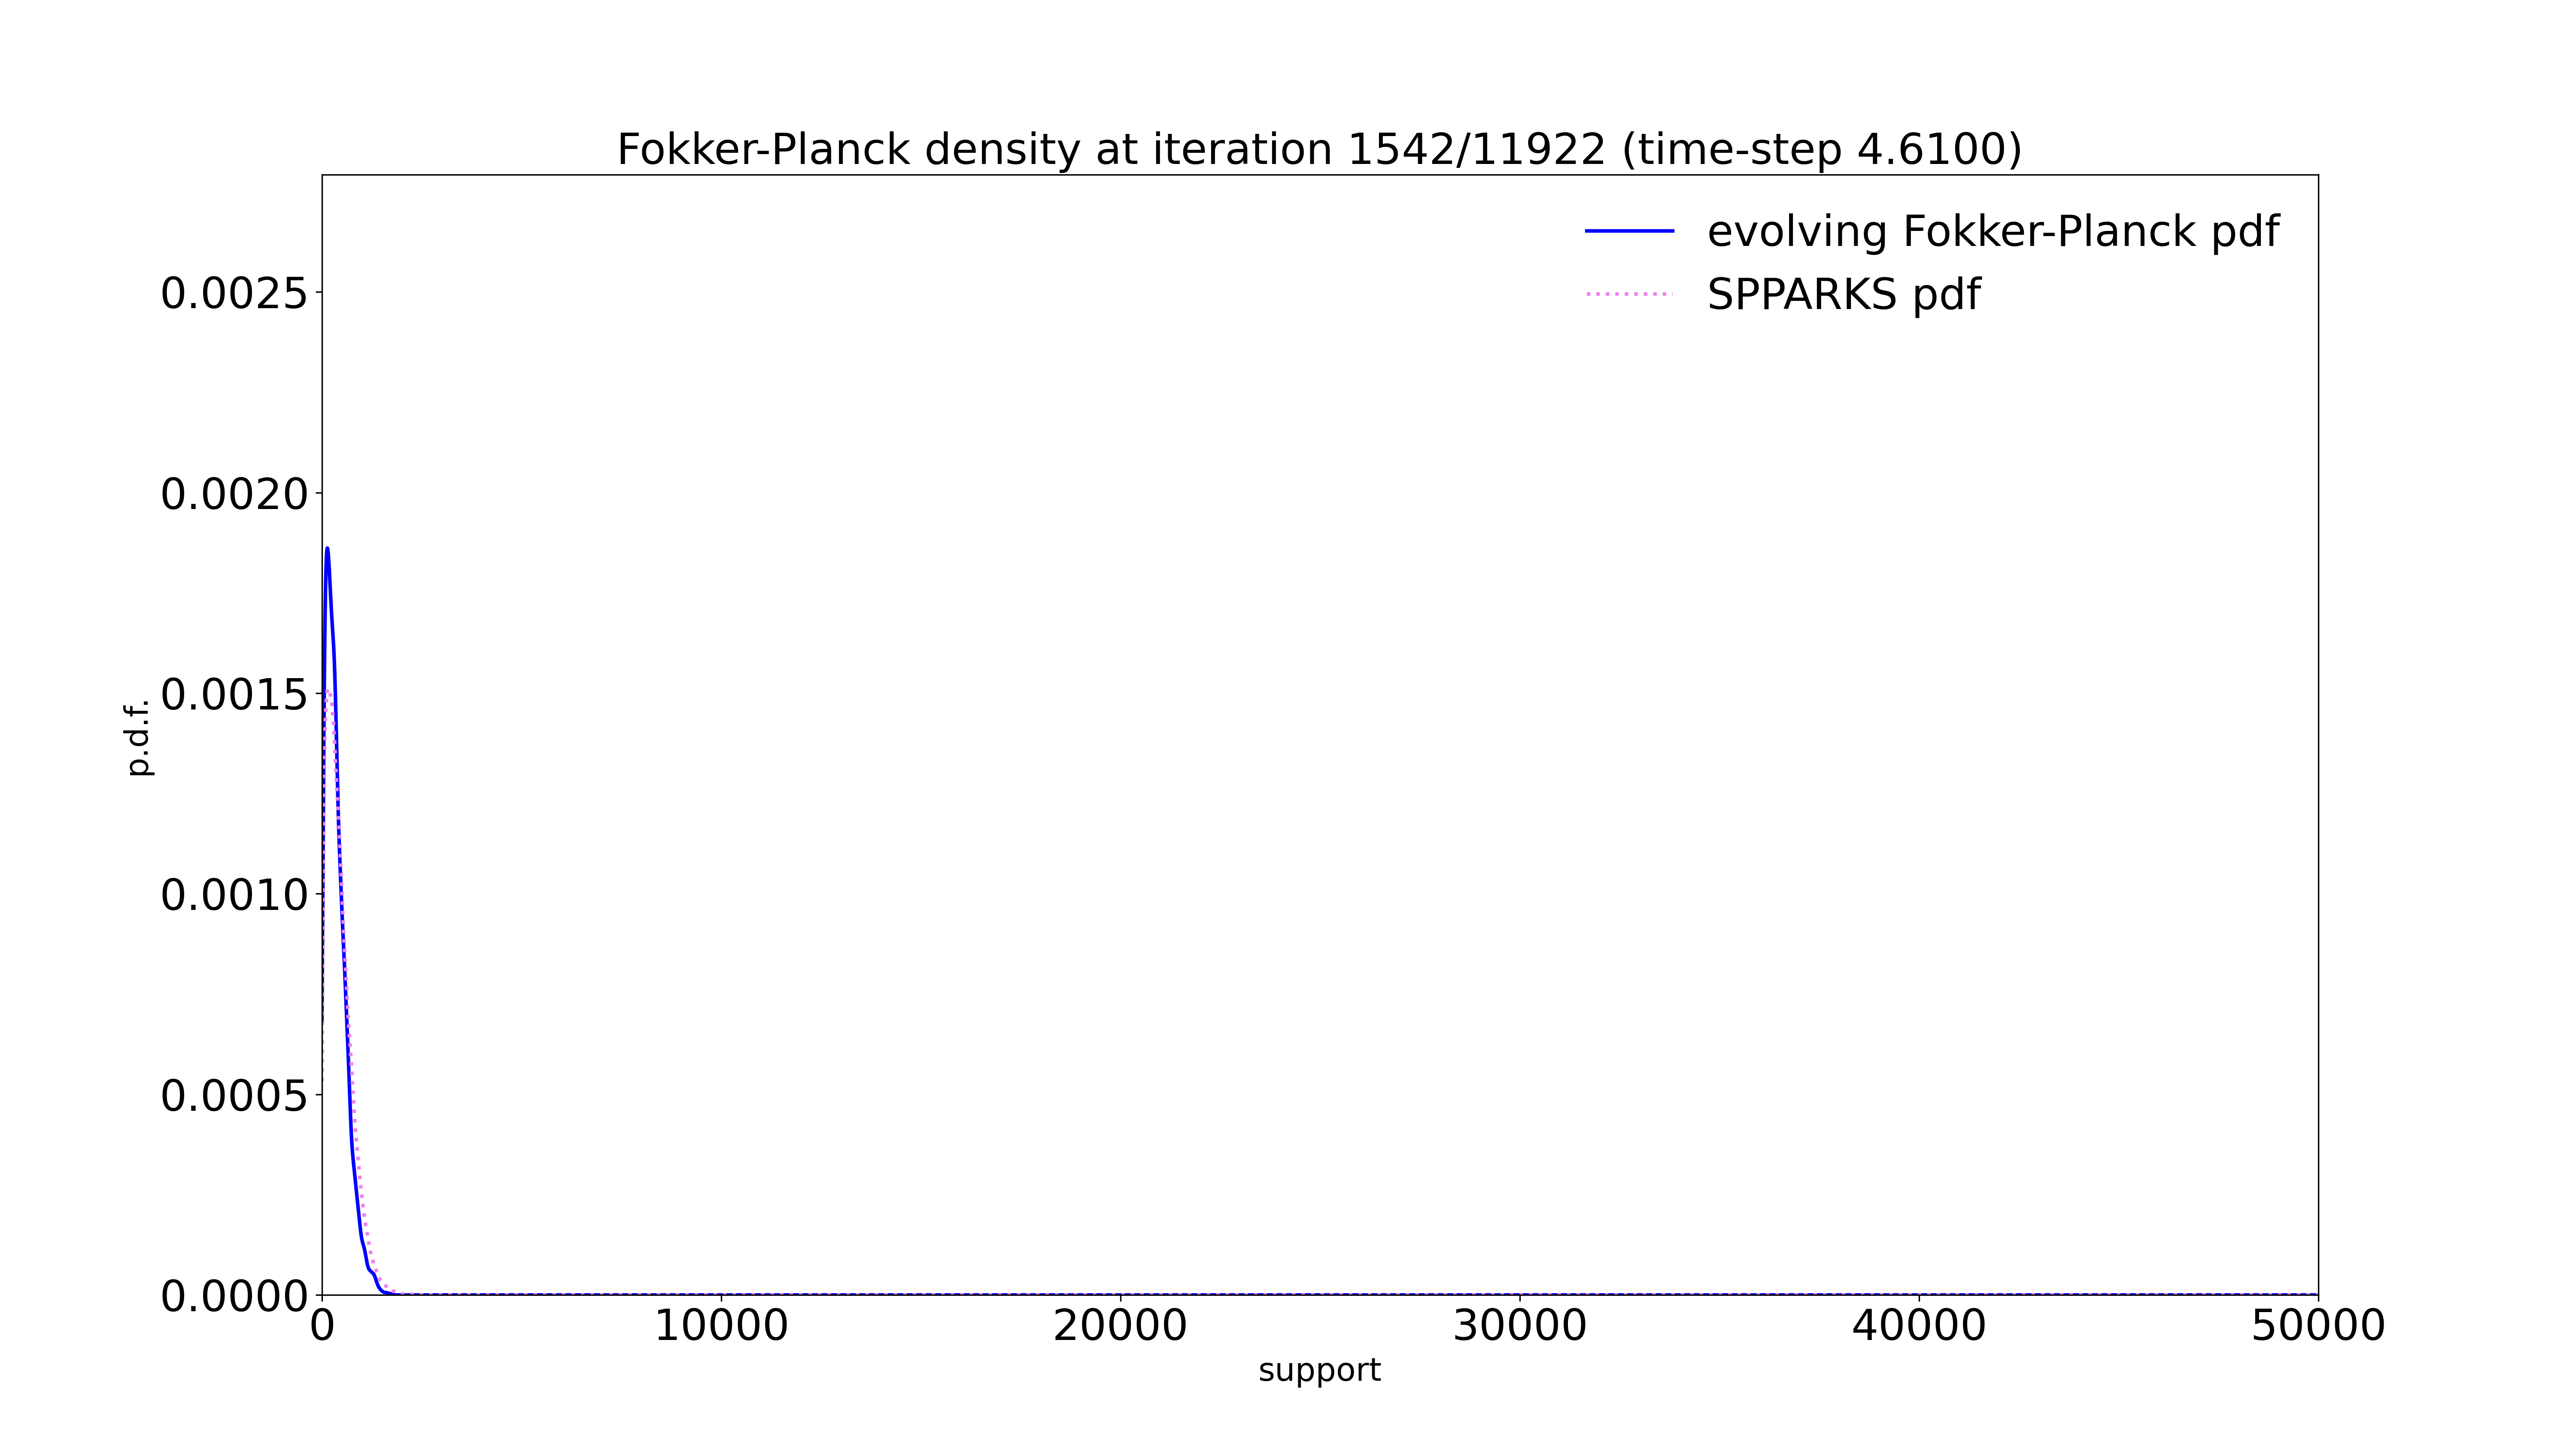 Fokker-Planck density at iteration 1542/11922 (time-step 4.6100)
evolving Fokker-Planck pdf
SPPARKS pdf
0.0025
0.0020
0.0015
0.0010
0.0005
0.0000
p.d.f.
0 10000 20000 30000 40000 50000
support